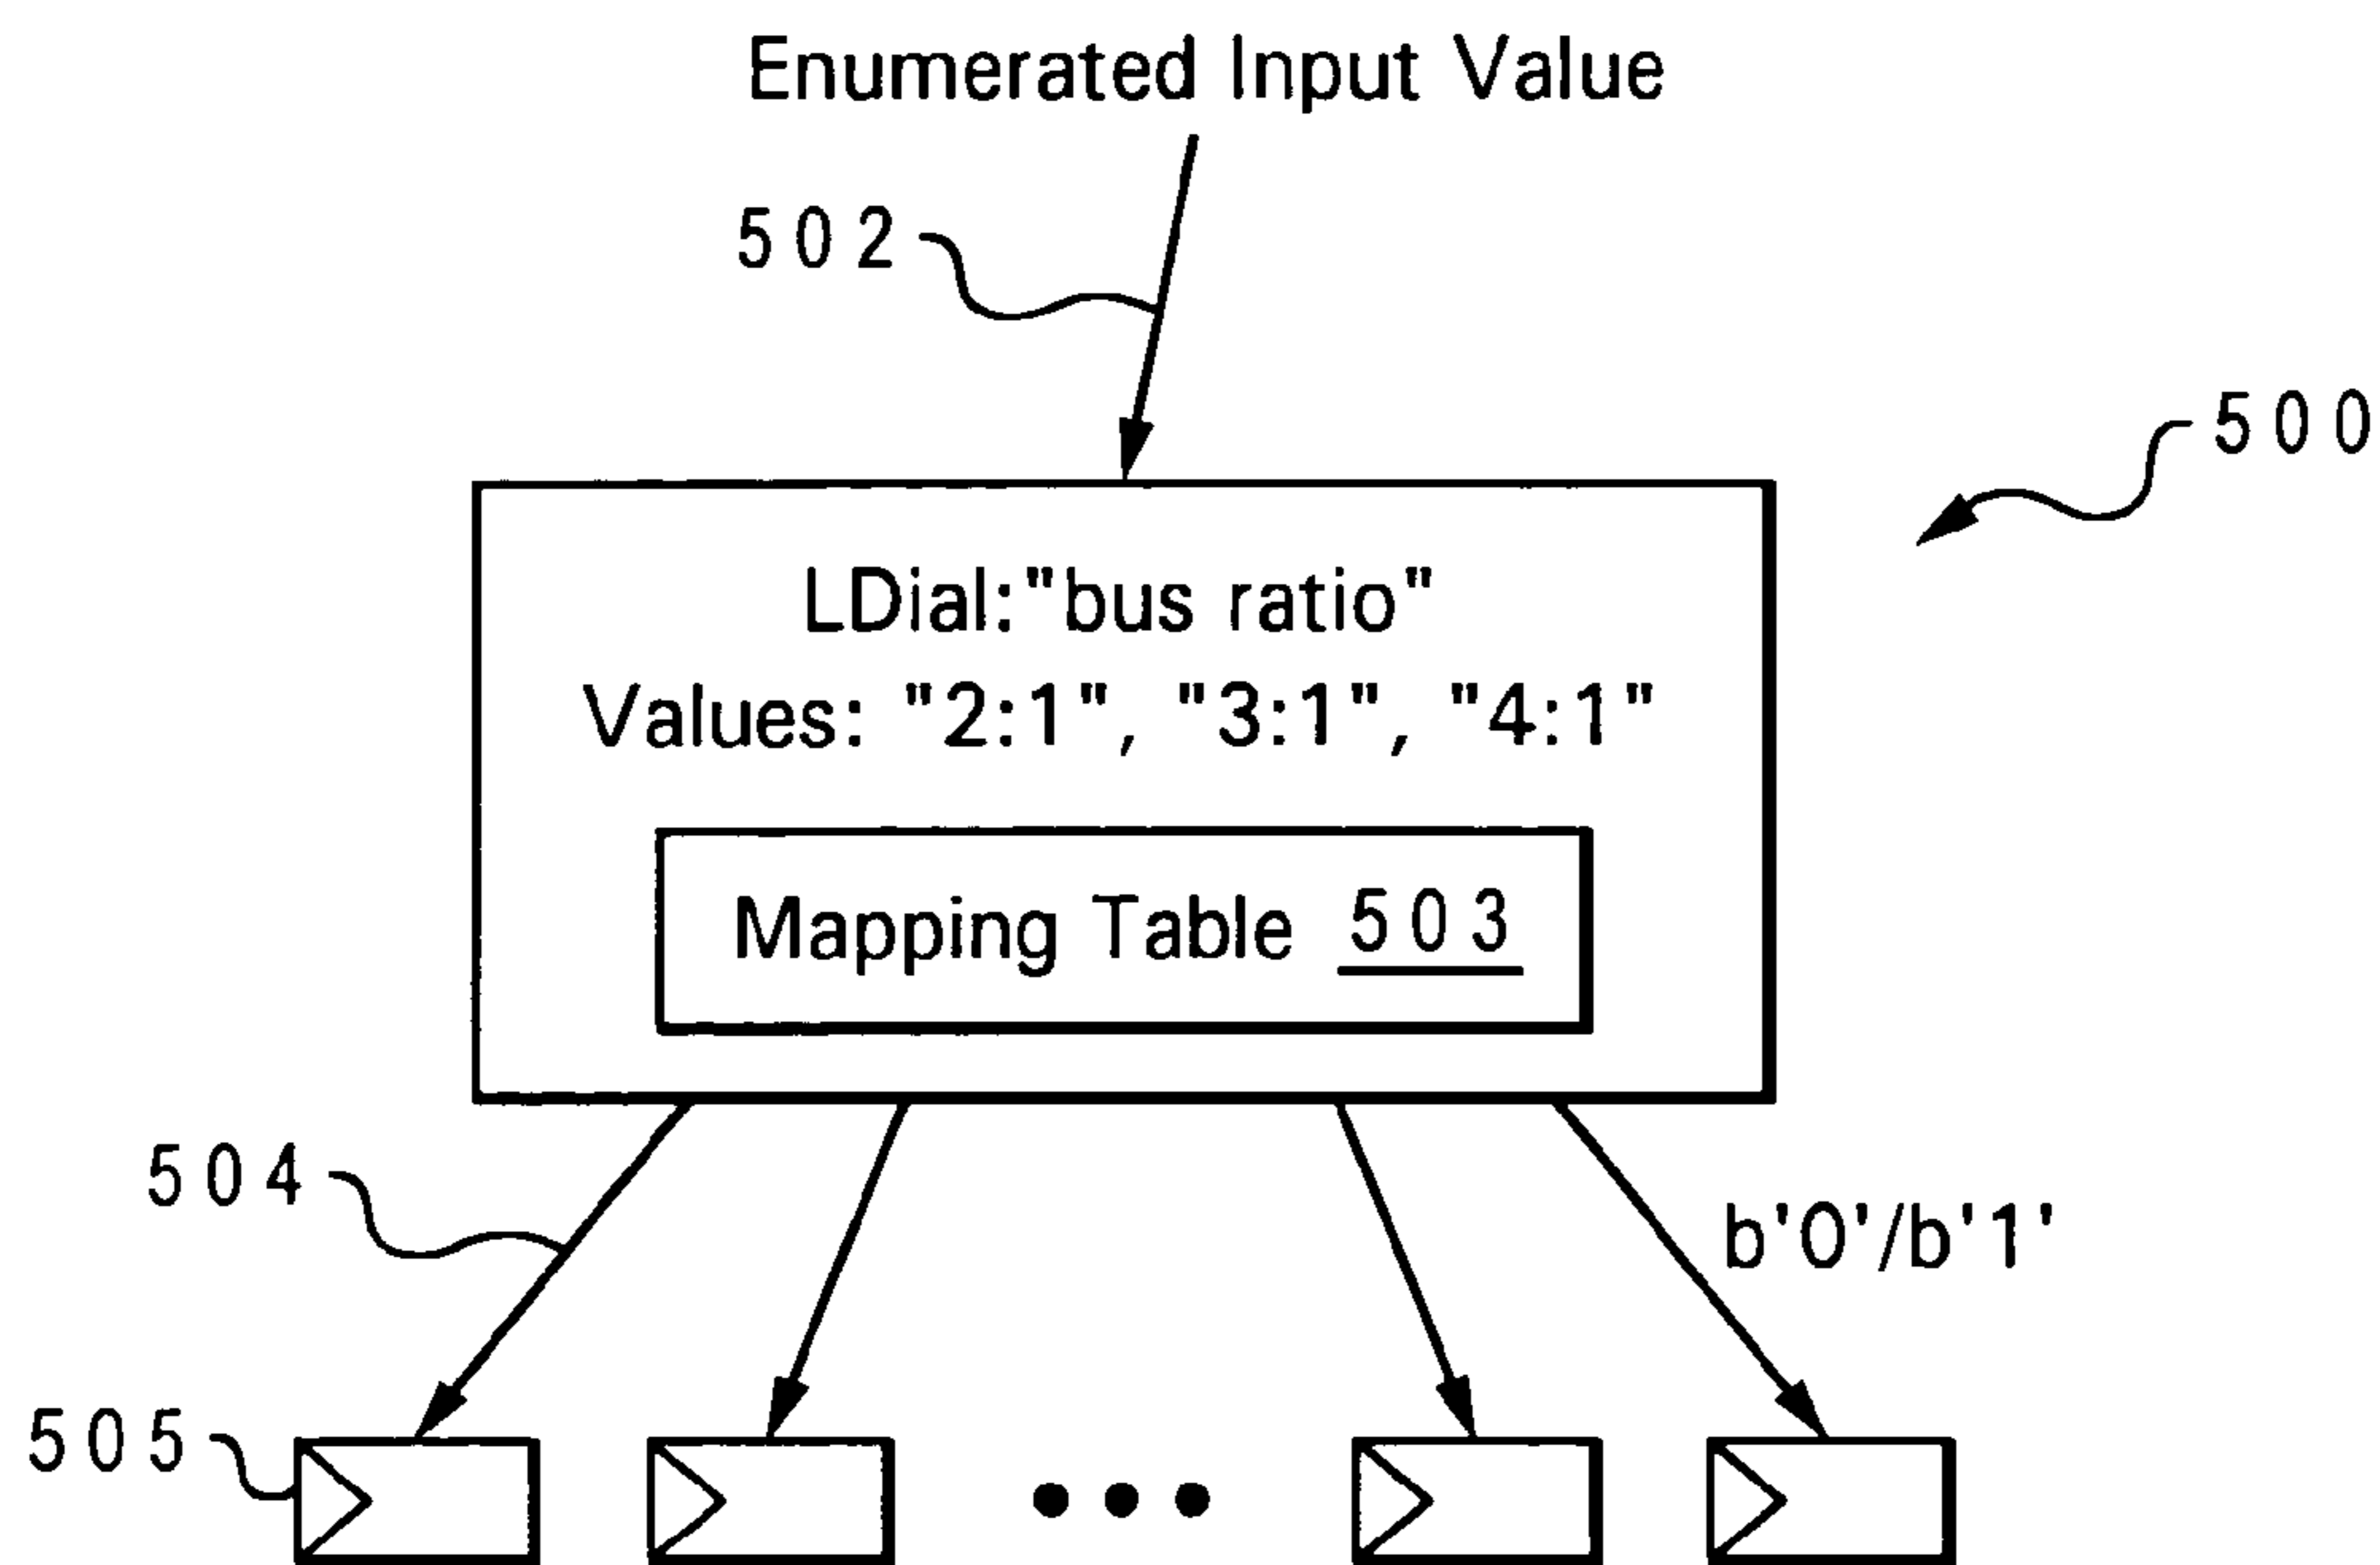 Enumerated Input Value
502
500
LDial:"bus ratio"
Values: "2:1", "3:1", "4:1"
Mapping Table 503
504
b'0'/b'1'
505